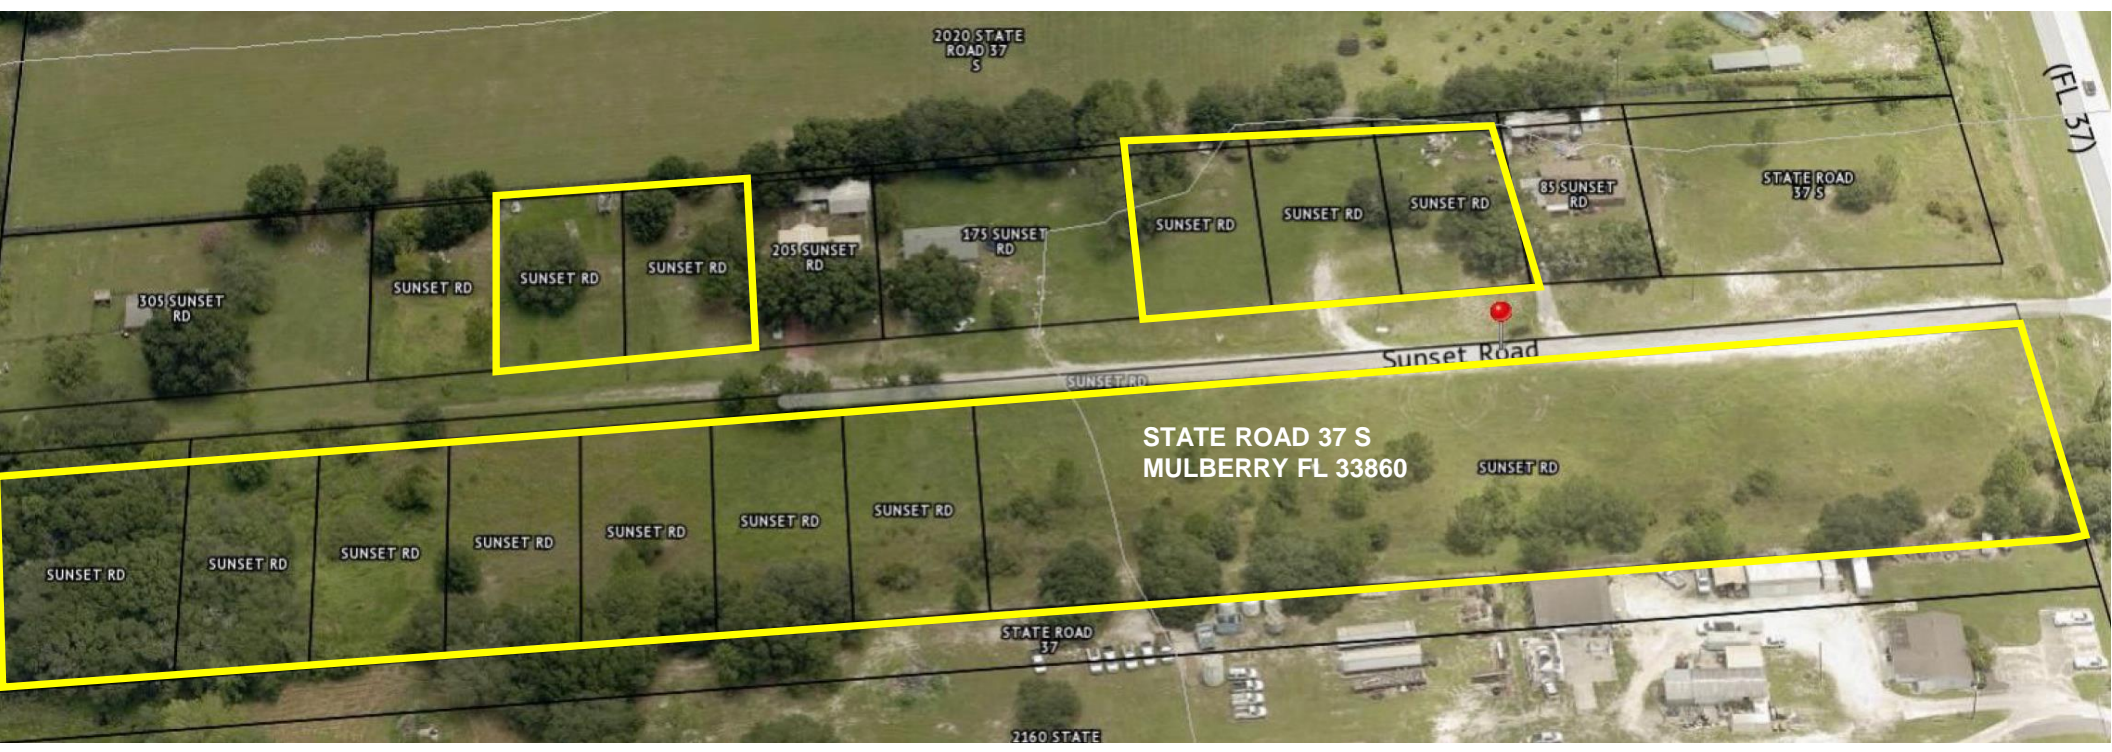 2020 STATE
ROAD 37
S
(FL 37)
STATE ROAD
37 S
85 SUNSET
RD
SUNSET RD
SUNSET RD
SUNSET RD
175 SUNSET
RD
205 SUNSET
RD
SUNSET RD
SUNSET RD
SUNSET RD
305 SUNSET
RD
Sunset Road
SUNSET RD
STATE ROAD 37 S
MULBERRY FL 33860
SUNSET RD
SUNSET RD
SUNSET RD
SUNSET RD
SUNSET RD
SUNSET RD
SUNSET RD
SUNSET RD
STATE ROAD
37
2160 STATE